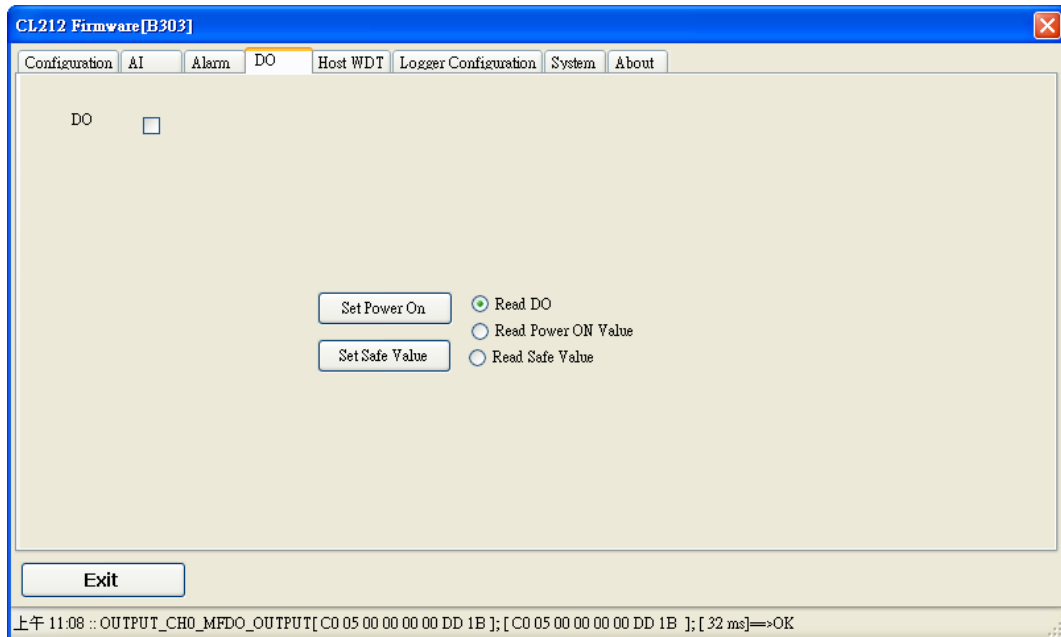 CL212 Firmware[B303]
Configuration AI Alarm DO Host WDT Logger Configuration System About
DO
Set Power On
Read DO
Read Power ON Value
Set Safe Value
Read Safe Value
Exit
上午 11:08 :: OUTPUT_CH0_MFDO_OUTPUT[ C0 05 00 00 00 00 DD 1B ]; [ C0 05 00 00 00 00 DD 1B ]; [ 32 ms]==>OK